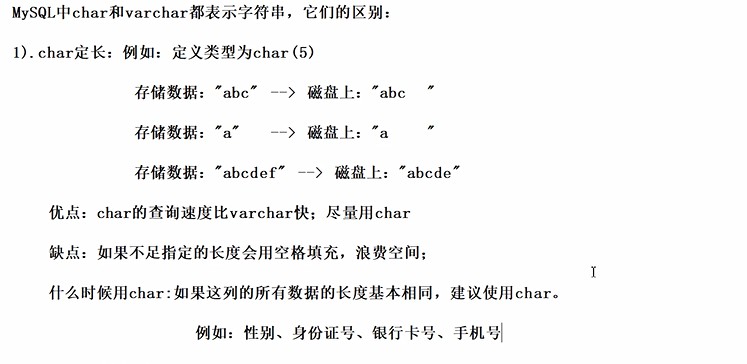 MySQL中char和varchar都表示字符串，它们的区别：
1).char定长：例如：定义类型为char(5)
存储数据："abc" --> 磁盘上："abc  "
存储数据："a" --> 磁盘上："a    "
存储数据："abcdef" --> 磁盘上："abcde"
优点：char的查询速度比varchar快；尽量用char
缺点：如果不足指定的长度会用空格填充，浪费空间；
什么时候用char:如果这列的所有数据的长度基本相同，建议使用char。
例如：性别、身份证号、银行卡号、手机号